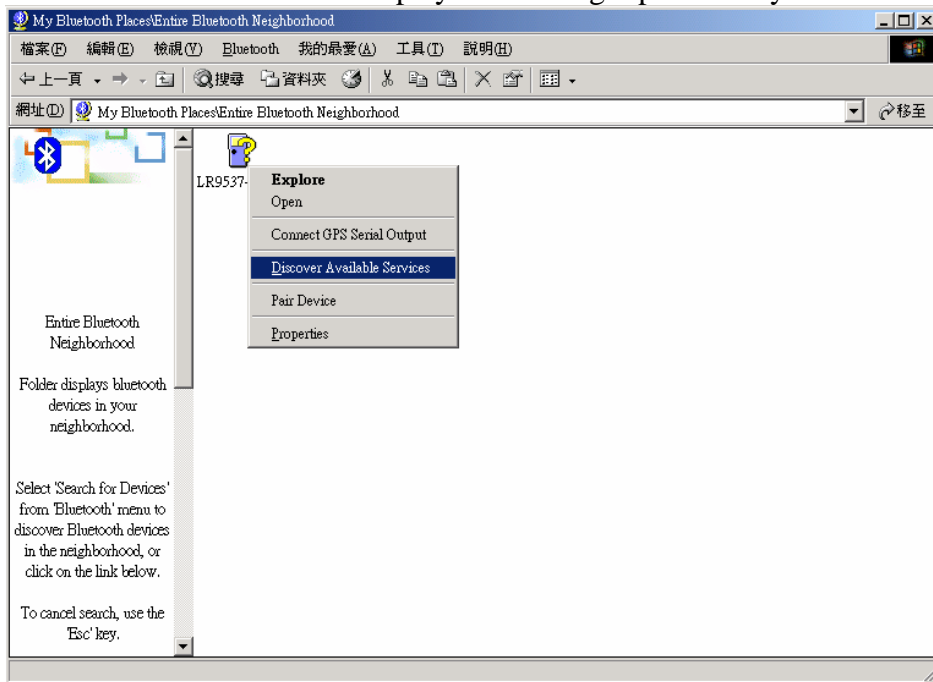 My Bluetooth Places\Entire Bluetooth Neighborhood
檔案(F) 編輯(E) 檢視(V) Bluetooth 我的最愛(A) 工具(T) 說明(H)
上一頁 搜尋 資料夾
網址(D) My Bluetooth Places\Entire Bluetooth Neighborhood 移至
LR9537-
Explore
Open
Connect GPS Serial Output
Discover Available Services
Pair Device
Properties
Entire Bluetooth
Neighborhood
Folder displays bluetooth
devices in your
neighborhood.
Select 'Search for Devices'
from 'Bluetooth' menu to
discover Bluetooth devices
in the neighborhood, or
click on the link below.
To cancel search, use the
'Esc' key.